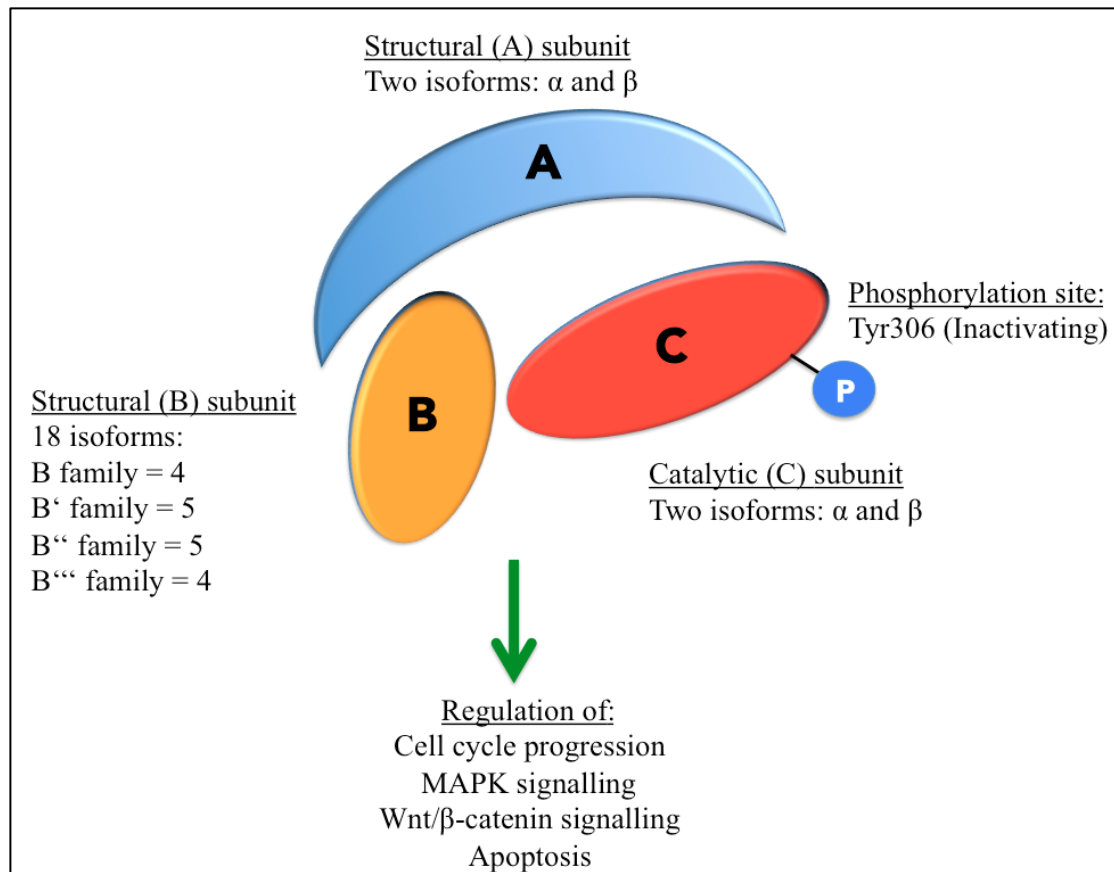 Structural (A) subunit
Two isoforms: α and β
A
Phosphorylation site:
Tyr306 (Inactivating)
C
P
B
Structural (B) subunit
18 isoforms:
B family = 4
B‘ family = 5
B‘‘ family = 5
B‘‘‘ family = 4
Catalytic (C) subunit
Two isoforms: α and β
Regulation of:
Cell cycle progression
MAPK signalling
Wnt/β-catenin signalling
Apoptosis